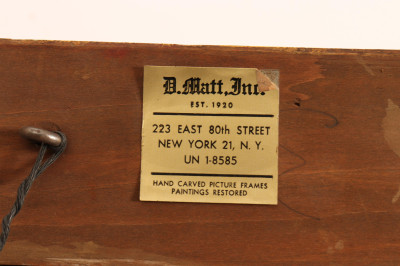 D. Matt, Inc.
EST. 1920
223 EAST 80th STREET
NEW YORK 21, N. Y.
UN 1-8585
HAND CARVED PICTURE FRAMES
PAINTINGS RESTORED